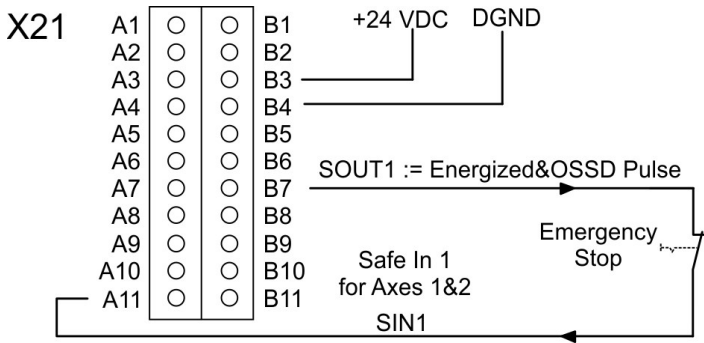 X21
A1 B1 +24 VDC DGND
A2 B2
A3 B3
A4 B4
A5 B5
A6 B6
SOUT1 := Energized&OSSD Pulse
A7 B7
A8 B8
A9 B9
A10 B10
A11 B11
Emergency
Stop
Safe In 1
for Axes 1&2
SIN1